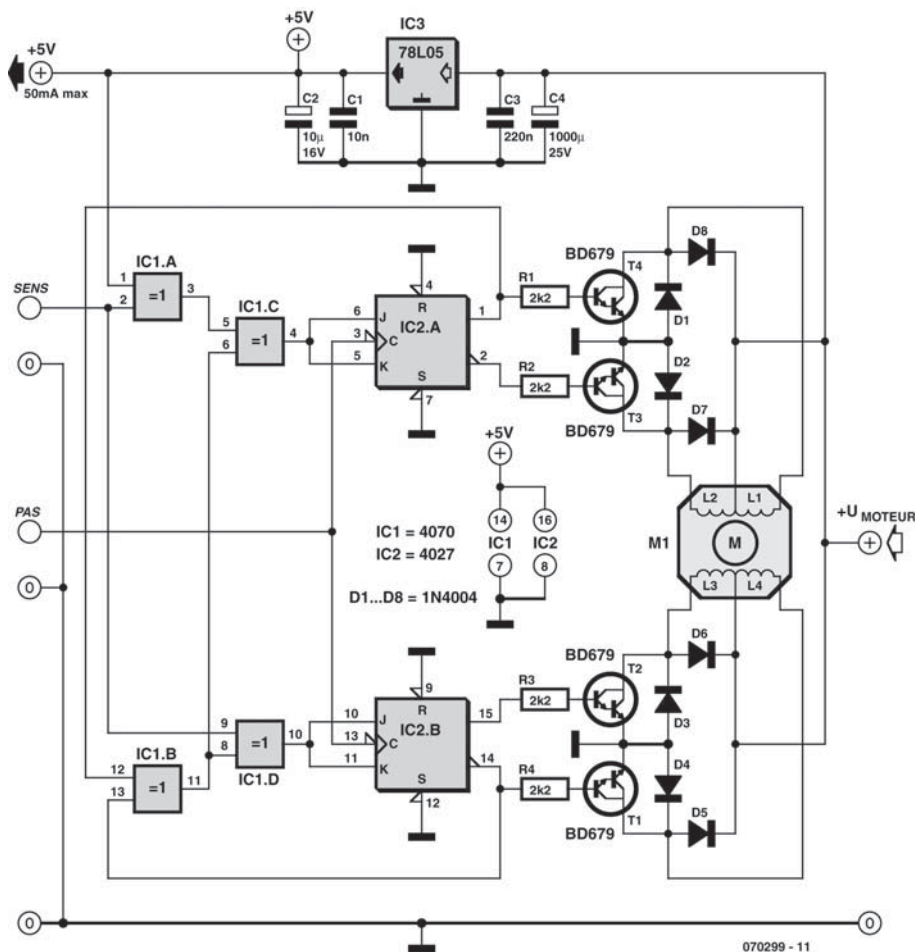 IC3
+5V
+5V
78L05
50mA max
C2
C1
C3
C4
10µ
10n
220n
1000µ
16V
25V
D8
BD679
T4
IC1.A
4
1
3
R1
SENS
2
=1
IC1.C
R
5
6
J
1
2k2
D1
=1
4
3
C
IC2.A
6
5
K
2
R2
D2
S
2k2
7
T3
D7
+5V
BD679
L2
L1
+U MOTEUR
PAS
14
16
IC1 = 4070
IC1
IC2
M1
M
IC2 = 4027
7
8
L3
L4
D1...D8 = 1N4004
BD679
D6
T2
9
R3
9
R
10
J
15
2k2
D3
IC1.B
=1
10
13
C
IC2.B
8
12
11
K
14
R4
D4
=1
11
IC1.D
13
S
2k2
12
T1
D5
BD679
0
0
0
0
070299 - 11